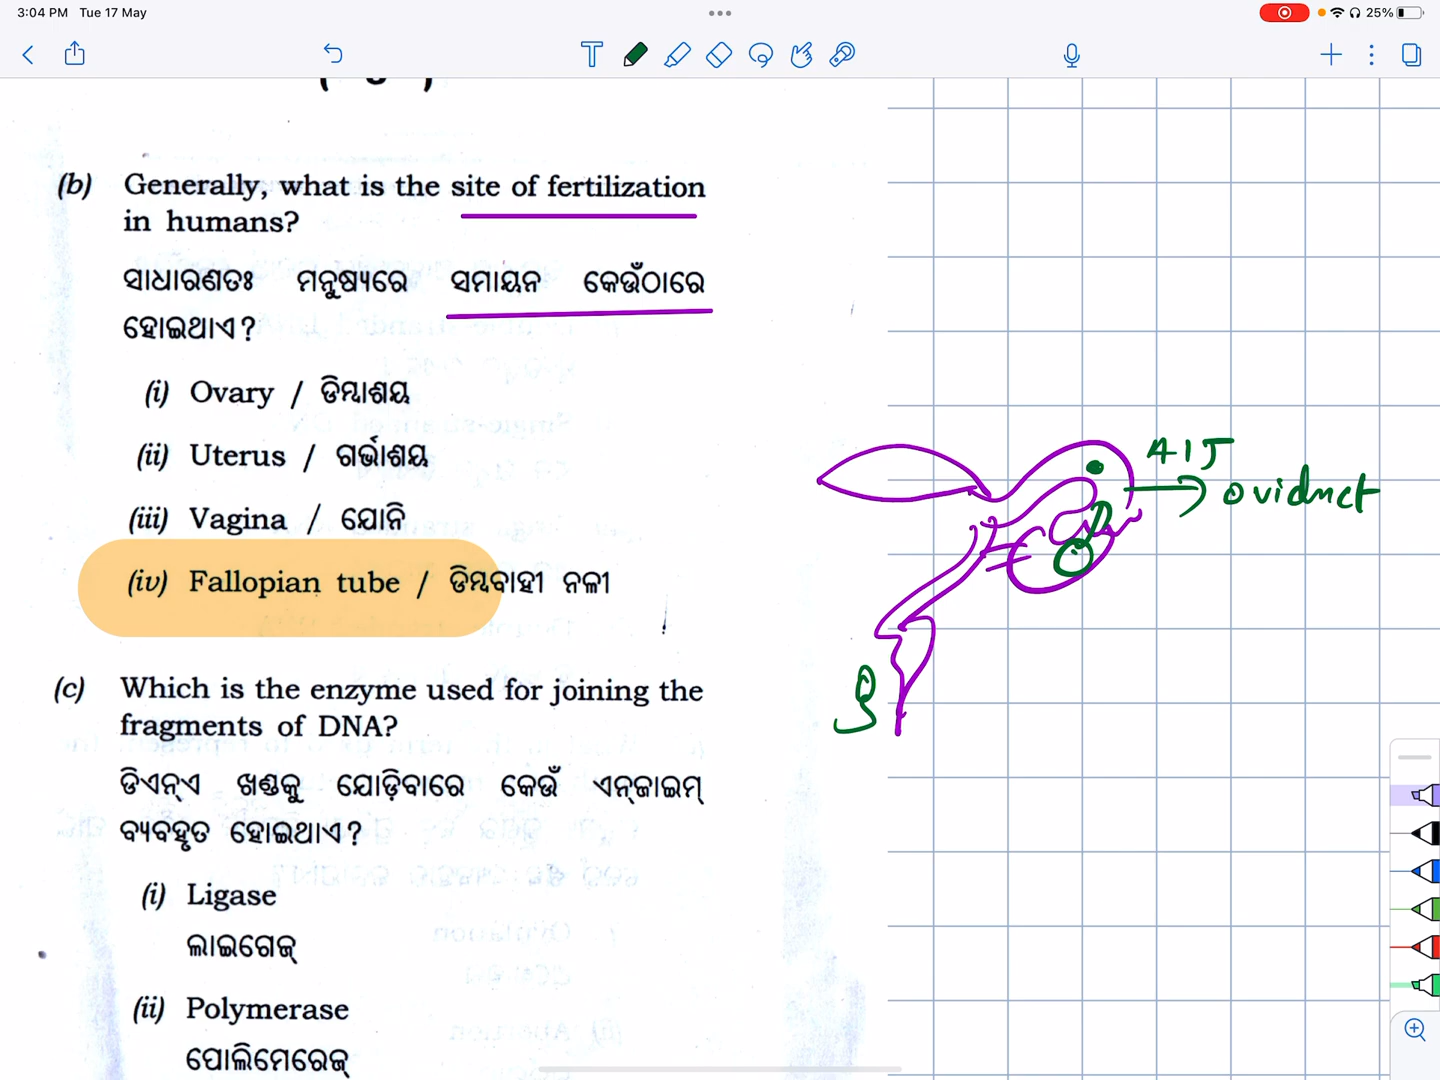 3:04 PM Tue 17 May
25%
(b) Generally, what is the site of fertilization
in humans?
ସାଧାରଣତଃ ମନୁଷ୍ୟରେ ସମାୟନ କେଉଁଠାରେ
ହୋଇଥାଏ?
(i) Ovary / ଡିମ୍ବାଶୟ
(ii) Uterus / ଗର୍ଭାଶୟ
(iii) Vagina / ଯୋନି
(iv) Fallopian tube / ଡିମ୍ବବାହୀ ନଳୀ
AIJ
oviduct
(c) Which is the enzyme used for joining the
fragments of DNA?
ଡିଏନ୍ଏ ଖଣ୍ଡକୁ ଯୋଡ଼ିବାରେ କେଉଁ ଏନ୍‌ଜାଇମ୍
ବ୍ୟବହୃତ ହୋଇଥାଏ?
(i) Ligase
ଲାଇଗେଜ୍
(ii) Polymerase
ପୋଲିମେରେଜ୍